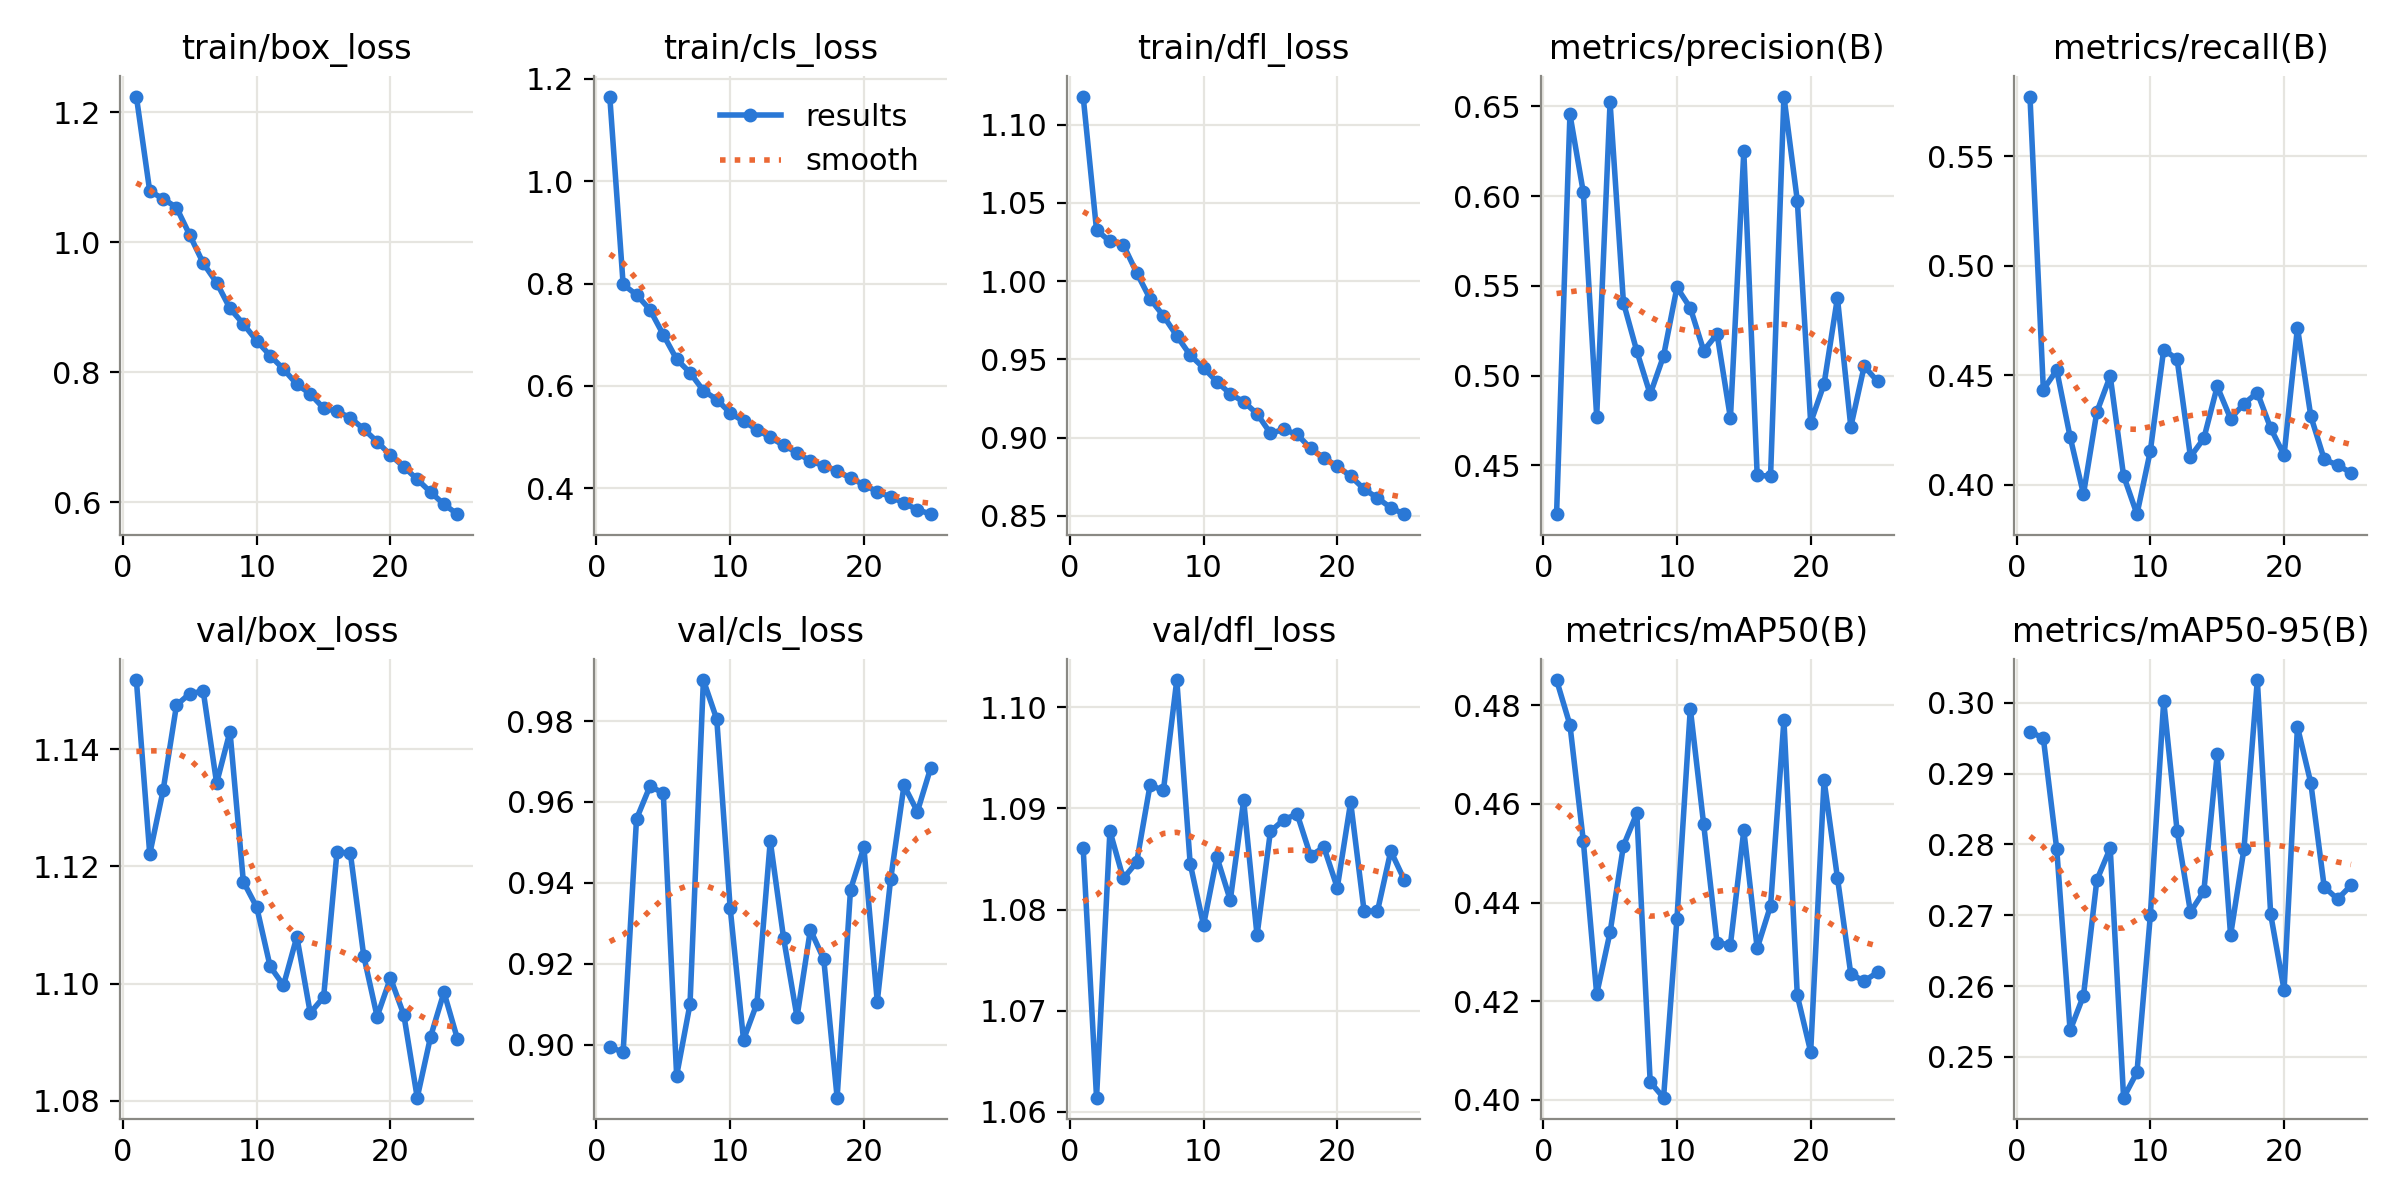 train/box_loss
train/cls_loss
train/dfl_loss
metrics/precision(B)
metrics/recall(B)
1.2
1.0
0.8
0.6
0 10 20
1.2
1.0
0.8
0.6
0.4
0 10 20
results
smooth
1.10
1.05
1.00
0.95
0.90
0.85
0 10 20
0.65
0.60
0.55
0.50
0.45
0 10 20
0.55
0.50
0.45
0.40
0 10 20
val/box_loss
val/cls_loss
val/dfl_loss
metrics/mAP50(B)
metrics/mAP50-95(B)
1.14
1.12
1.10
1.08
0 10 20
0.98
0.96
0.94
0.92
0.90
0 10 20
1.10
1.09
1.08
1.07
1.06
0 10 20
0.48
0.46
0.44
0.42
0.40
0 10 20
0.30
0.29
0.28
0.27
0.26
0.25
0 10 20